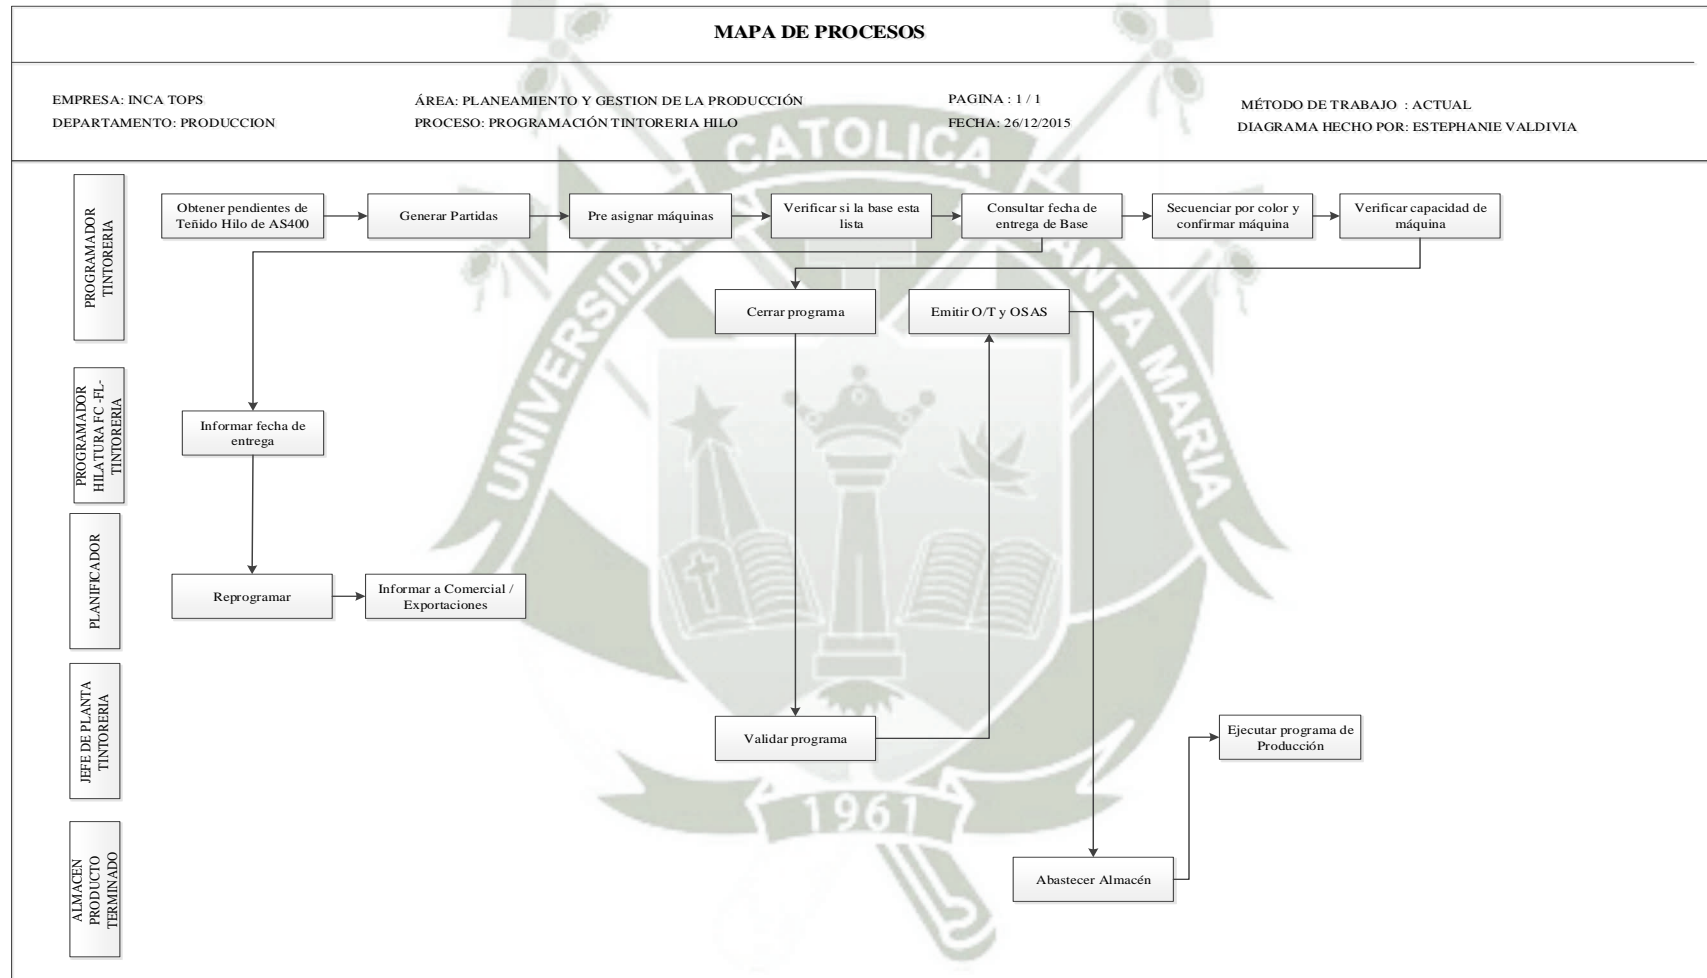 MAPA DE PROCESOS
EMPRESA: INCA TOPS
DEPARTAMENTO: PRODUCCION
ÁREA: PLANEAMIENTO Y GESTION DE LA PRODUCCIÓN
PROCESO: PROGRAMACIÓN TINTORERIA HILO
PAGINA : 1 / 1
FECHA: 26/12/2015
MÉTODO DE TRABAJO : ACTUAL
DIAGRAMA HECHO POR: ESTEPHANIE VALDIVIA
PROGRAMADOR
TINTORERIA
Obtener pendientes de
Teñido Hilo de AS400
Generar Partidas
Pre asignar máquinas
Verificar si la base esta
lista
Consultar fecha de
entrega de Base
Secuenciar por color y
confirmar máquina
Verificar capacidad de
máquina
Cerrar programa
Emitir O/T y OSAS
PROGRAMADOR
HILATURA FC -FL-
TINTORERIA
Informar fecha de
entrega
PLANIFICADOR
Reprogramar
Informar a Comercial /
Exportaciones
JEFE DE PLANTA
TINTORERIA
Validar programa
Ejecutar programa de
Producción
ALMACEN
PRODUCTO
TERMINADO
Abastecer Almacén
UNIVERSIDAD CATOLICA SANTA MARIA
1961